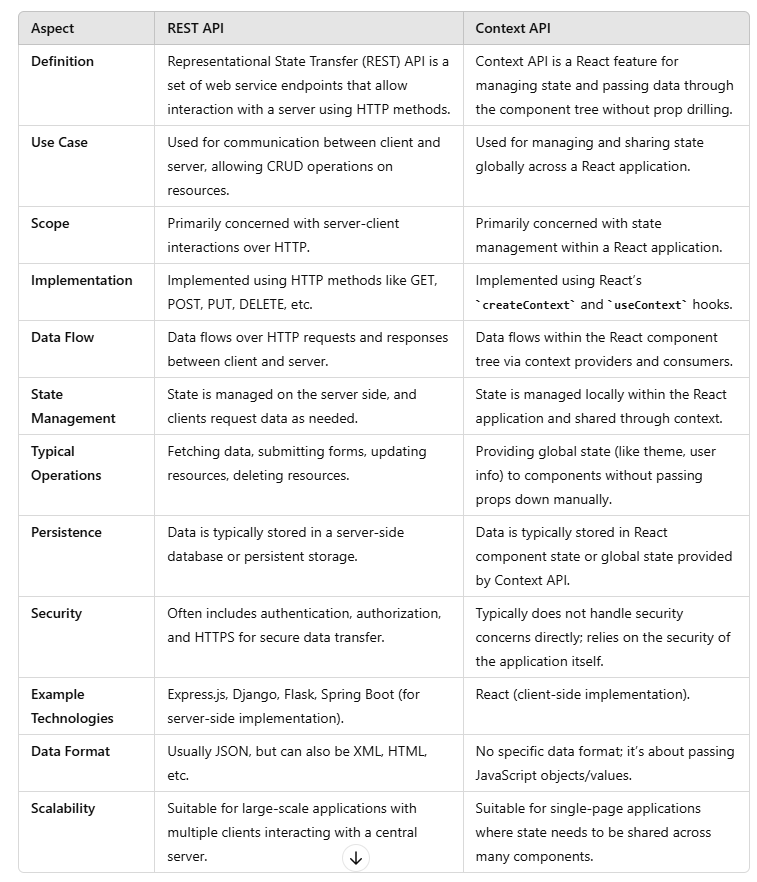 Aspect REST API Context API
Definition Representational State Transfer (REST) API is a Context API is a React feature for
set of web service endpoints that allow managing state and passing data through
interaction with a server using HTTP methods. the component tree without prop drilling.
Use Case Used for communication between client and Used for managing and sharing state
server, allowing CRUD operations on globally across a React application.
resources.
Scope Primarily concerned with server-client Primarily concerned with state
interactions over HTTP. management within a React application.
Implementation Implemented using HTTP methods like GET, Implemented using React’s
POST, PUT, DELETE, etc. `createContext` and `useContext` hooks.
Data Flow Data flows over HTTP requests and responses Data flows within the React component
between client and server. tree via context providers and consumers.
State State is managed on the server side, and State is managed locally within the React
Management clients request data as needed. application and shared through context.
Typical Fetching data, submitting forms, updating Providing global state (like theme, user
Operations resources, deleting resources. info) to components without passing
props down manually.
Persistence Data is typically stored in a server-side Data is typically stored in React
database or persistent storage. component state or global state provided
by Context API.
Security Often includes authentication, authorization, Typically does not handle security
and HTTPS for secure data transfer. concerns directly; relies on the security of
the application itself.
Example Express.js, Django, Flask, Spring Boot (for React (client-side implementation).
Technologies server-side implementation).
Data Format Usually JSON, but can also be XML, HTML, No specific data format; it’s about passing
etc. JavaScript objects/values.
Scalability Suitable for large-scale applications with Suitable for single-page applications
multiple clients interacting with a central where state needs to be shared across
server. many components.